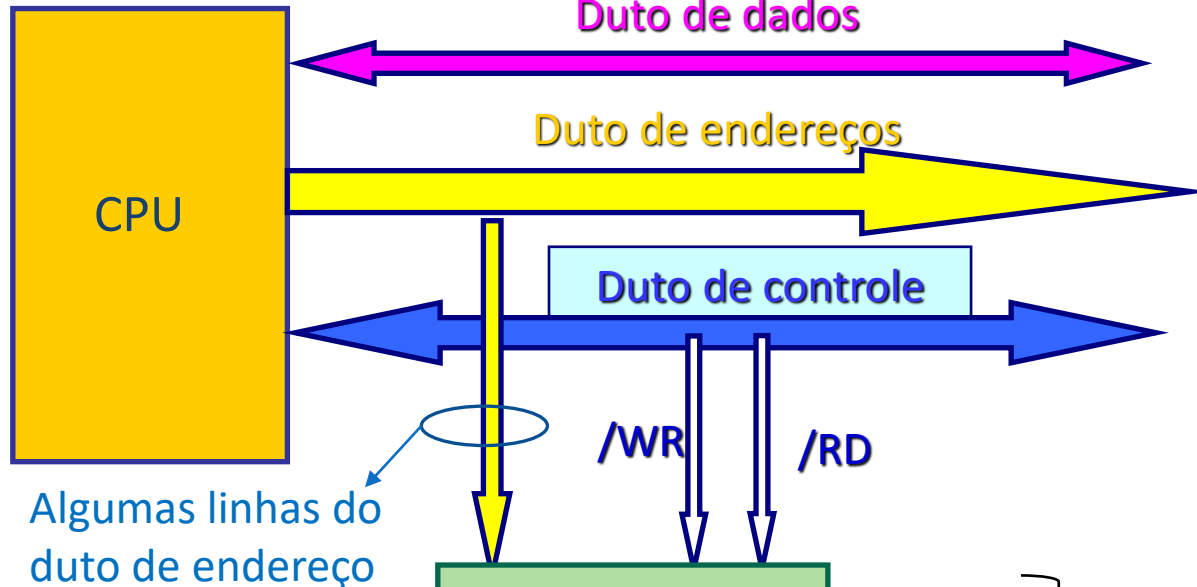 Duto de dados
Duto de endereços
CPU
Duto de controle
/WR
/RD
Algumas linhas do
duto de endereço